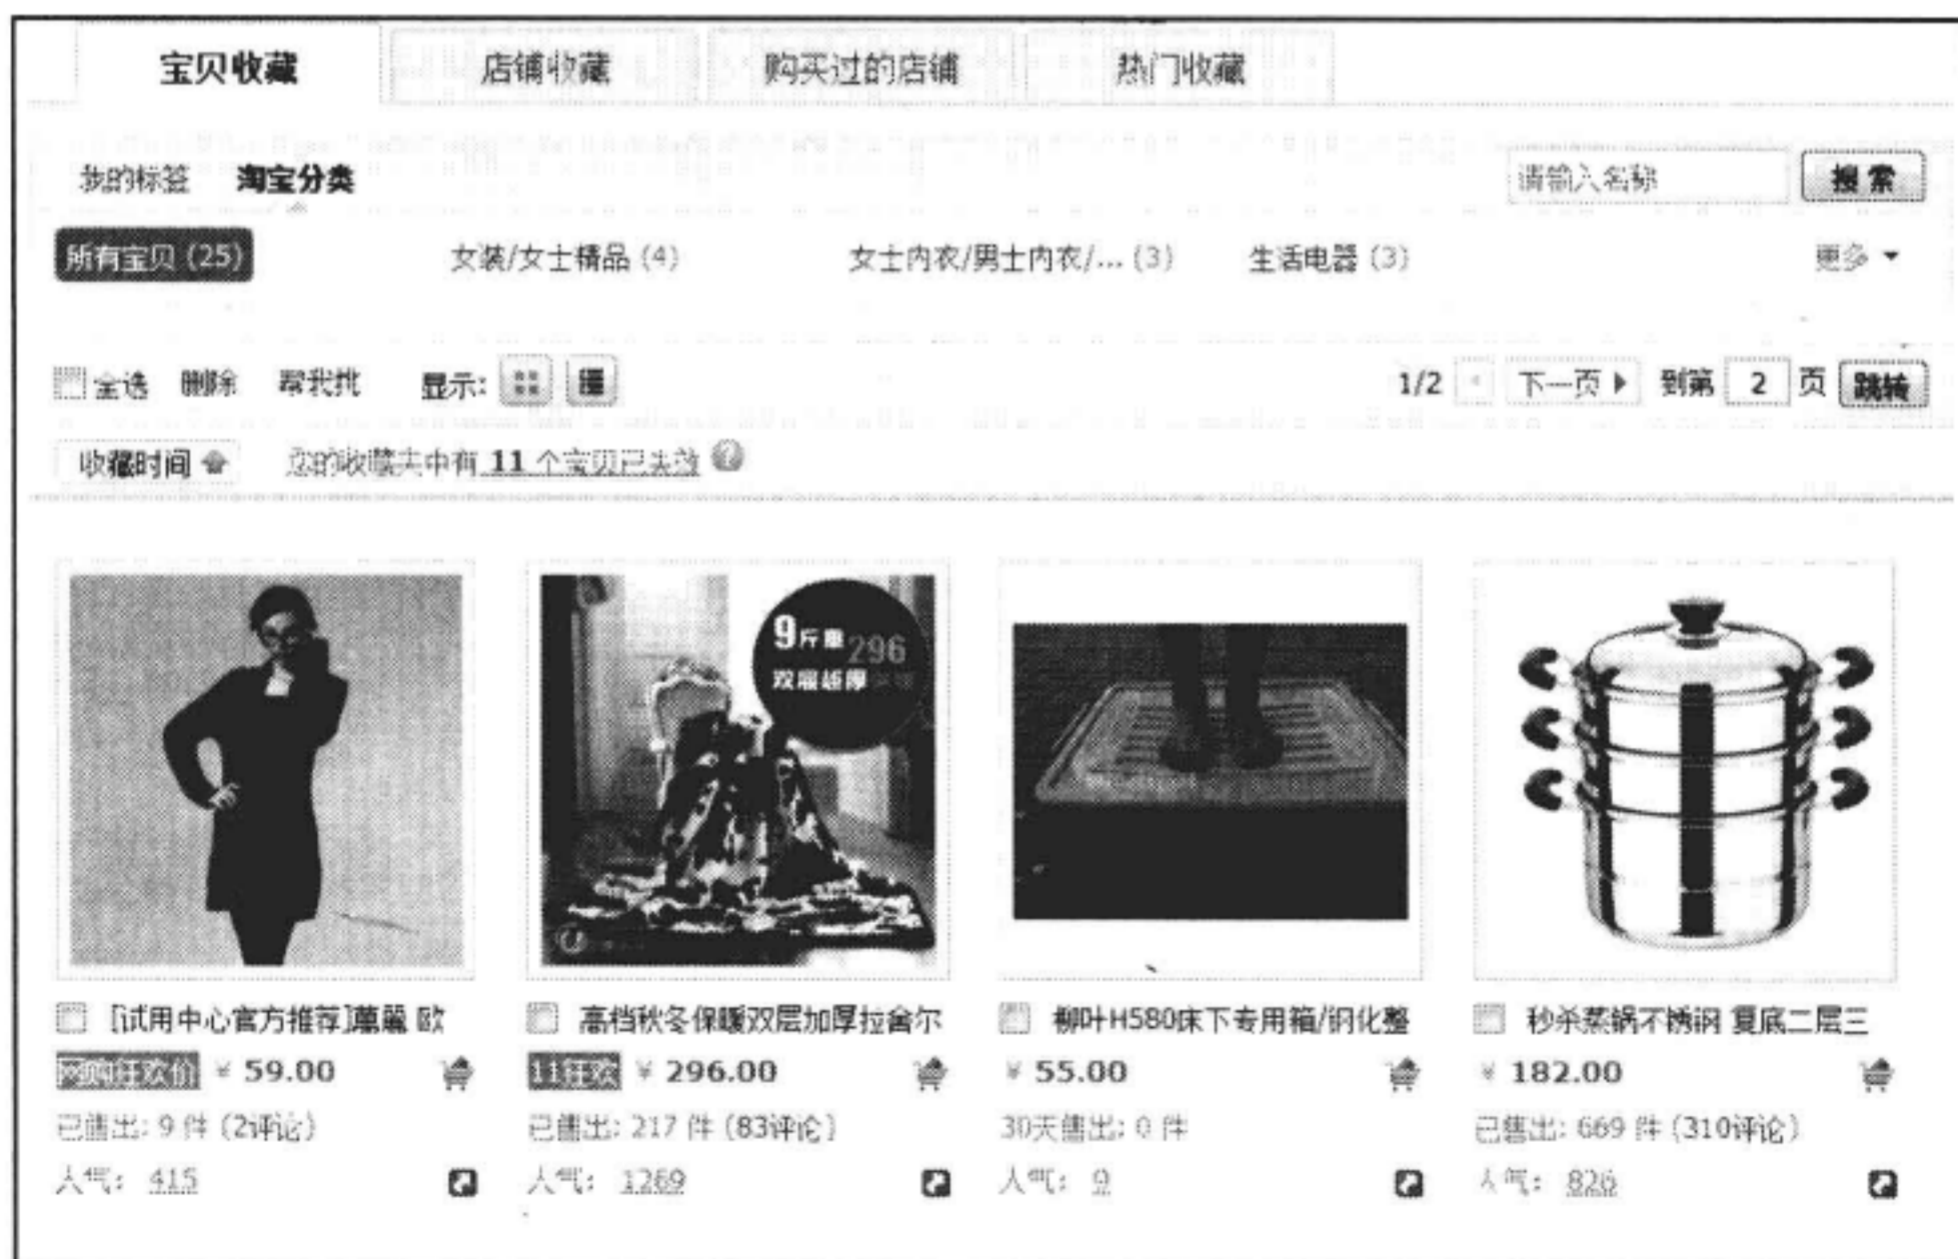 宝贝收藏 店铺收藏 购买过的店铺 热门收藏
我的标签 淘宝分类 请输入名称 搜索
所有宝贝 (25) 女装/女士精品 (4) 女士内衣/男士内衣/... (3) 生活电器 (3) 更多
全选 删除 帮我挑 显示: 1/2 下一页 到第 2 页 跳转
收藏时间 您的收藏夹中有 11 个宝贝已失效 ?
9斤重 296
双层超厚
[试用中心官方推荐] 欧 高档秋冬保暖双层加厚拉舍尔 柳叶H580床下专用箱/钢化整 秒杀蒸锅不锈钢 复底二层三
网购狂欢价 ¥ 59.00 11狂欢 ¥ 296.00 ¥ 55.00 ¥ 182.00
已售出: 9 件 (2评论) 已售出: 217 件 (83评论) 30天售出: 0 件 已售出: 669 件 (310评论)
人气: 415 人气: 1269 人气: 9 人气: 826